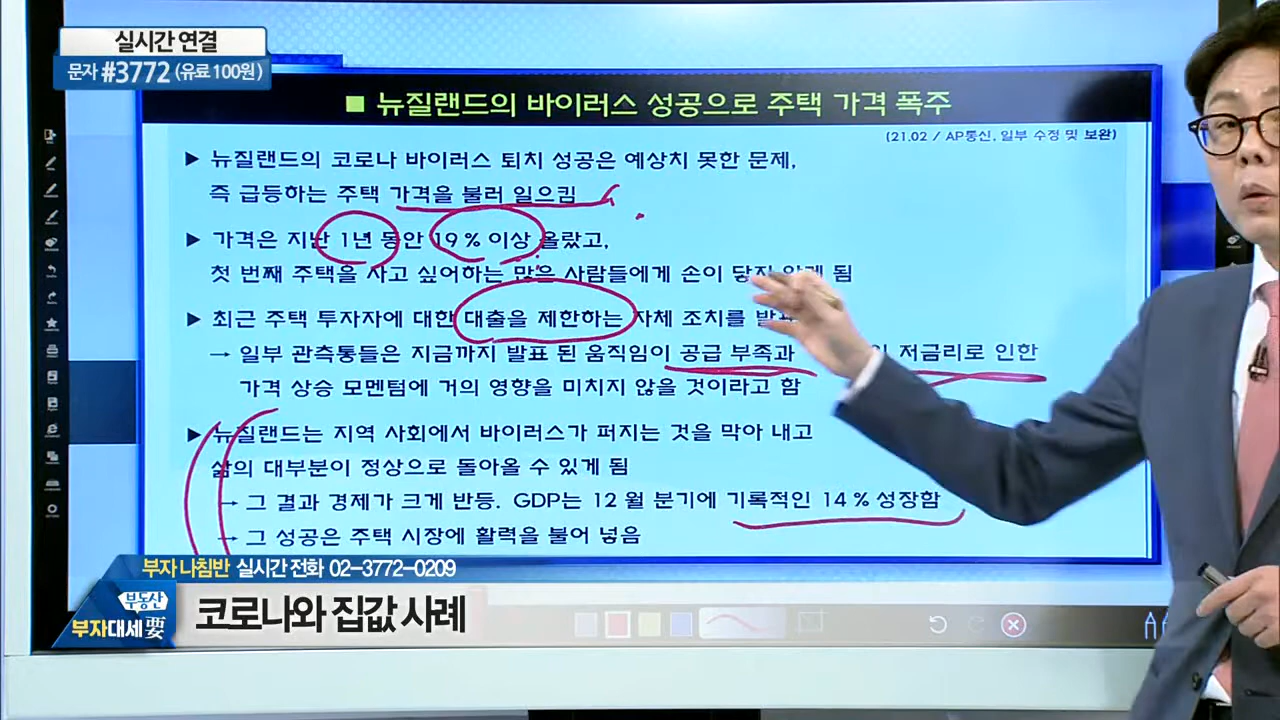 실시간 연결
문자 #3772 (유료 100원)
■ 뉴질랜드의 바이러스 성공으로 주택 가격 폭주
(21.02 / AP통신, 일부 수정 및 보완)
▶ 뉴질랜드의 코로나 바이러스 퇴치 성공은 예상치 못한 문제,
즉 급등하는 주택 가격을 불러 일으킴
▶ 가격은 지난 1년 동안 19 % 이상 올랐고,
첫 번째 주택을 사고 싶어하는 많은 사람들에게 손이 닿지 않게 됨
▶ 최근 주택 투자자에 대한 대출을 제한하는 자체 조치를 발표
→ 일부 관측통들은 지금까지 발표 된 움직임이 공급 부족과 저금리로 인한
가격 상승 모멘텀에 거의 영향을 미치지 않을 것이라고 함
▶ 뉴질랜드는 지역 사회에서 바이러스가 퍼지는 것을 막아 내고
삶의 대부분이 정상으로 돌아올 수 있게 됨
→ 그 결과 경제가 크게 반등. GDP는 12 월 분기에 기록적인 14 % 성장함
→ 그 성공은 주택 시장에 활력을 불어 넣음
부자 나침반 실시간 전화 02-3772-0209
부동산
부자대세 要
코로나와 집값 사례